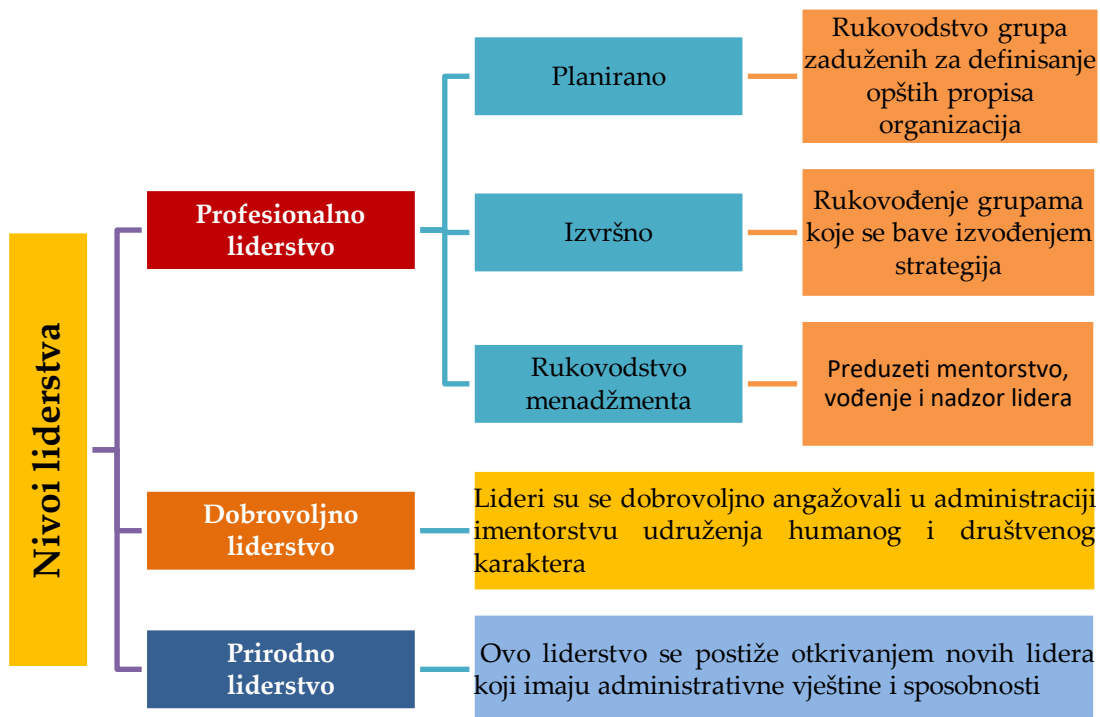 Nivoi liderstva
Profesionalno
liderstvo
Planirano
Rukovodstvo grupa
zaduženih za definisanje
opštih propisa
organizacija
Izvršno
Rukovođenje grupama
koje se bave izvođenjem
strategija
Rukovodstvo
menadžmenta
Preduzeti mentorstvo,
vođenje i nadzor lidera
Dobrovoljno
liderstvo
Lideri su se dobrovoljno angažovali u administraciji
imentorstvu udruženja humanog i društvenog
karaktera
Prirodno
liderstvo
Ovo liderstvo se postiže otkrivanjem novih lidera
koji imaju administrativne vještine i sposobnosti